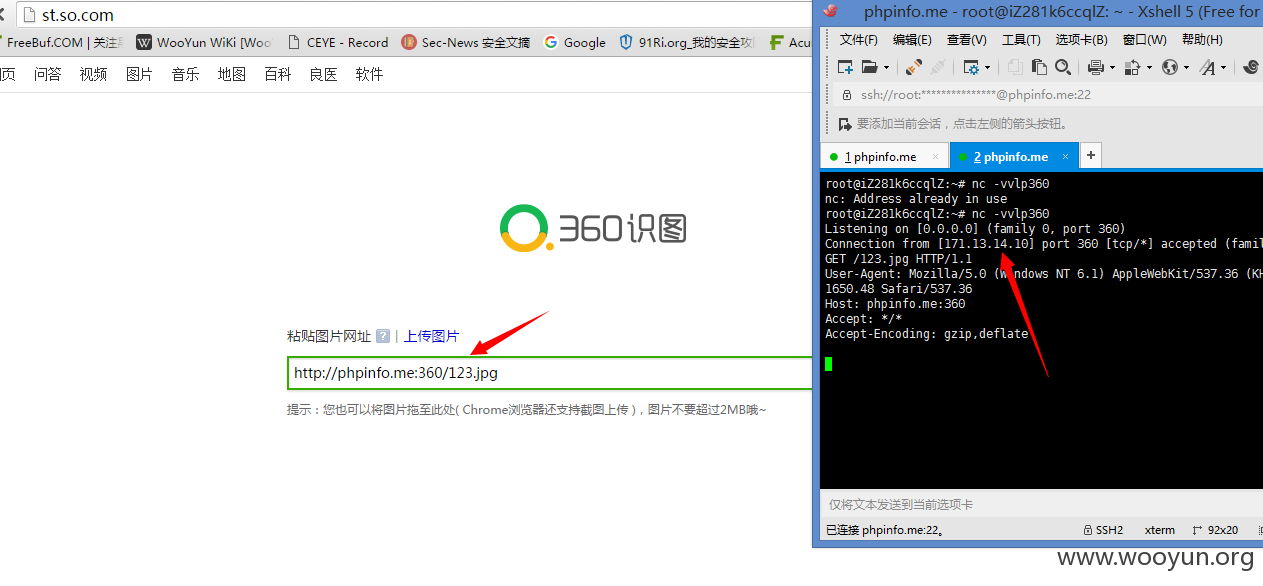 st.so.com
FreeBuf.COM | 关注
WooYun WiKi [Woo
CEYE - Record
Sec-News 安全文摘
Google
91Ri.org_我的安全攻
Acu
页 问答 视频 图片 音乐 地图 百科 良医 软件
360识图
粘贴图片网址 ? | 上传图片
http://phpinfo.me:360/123.jpg
提示：您也可以将图片拖至此处( Chrome浏览器还支持截图上传 )，图片不要超过2MB哦~
phpinfo.me - root@iZ281k6ccqlZ: ~ - Xshell 5 (Free for
文件(F) 编辑(E) 查看(V) 工具(T) 选项卡(B) 窗口(W) 帮助(H)
ssh://root:***************@phpinfo.me:22
要添加当前会话，点击左侧的箭头按钮。
1 phpinfo.me × 2 phpinfo.me × +
root@iZ281k6ccqlZ:~# nc -vvlp360
nc: Address already in use
root@iZ281k6ccqlZ:~# nc -vvlp360
Listening on [0.0.0.0] (family 0, port 360)
Connection from [171.13.14.10] port 360 [tcp/*] accepted (famil
GET /123.jpg HTTP/1.1
User-Agent: Mozilla/5.0 (Windows NT 6.1) AppleWebKit/537.36 (KH
1650.48 Safari/537.36
Host: phpinfo.me:360
Accept: */*
Accept-Encoding: gzip,deflate
仅将文本发送到当前选项卡
已连接 phpinfo.me:22。 SSH2 xterm 92x20
www.wooyun.org